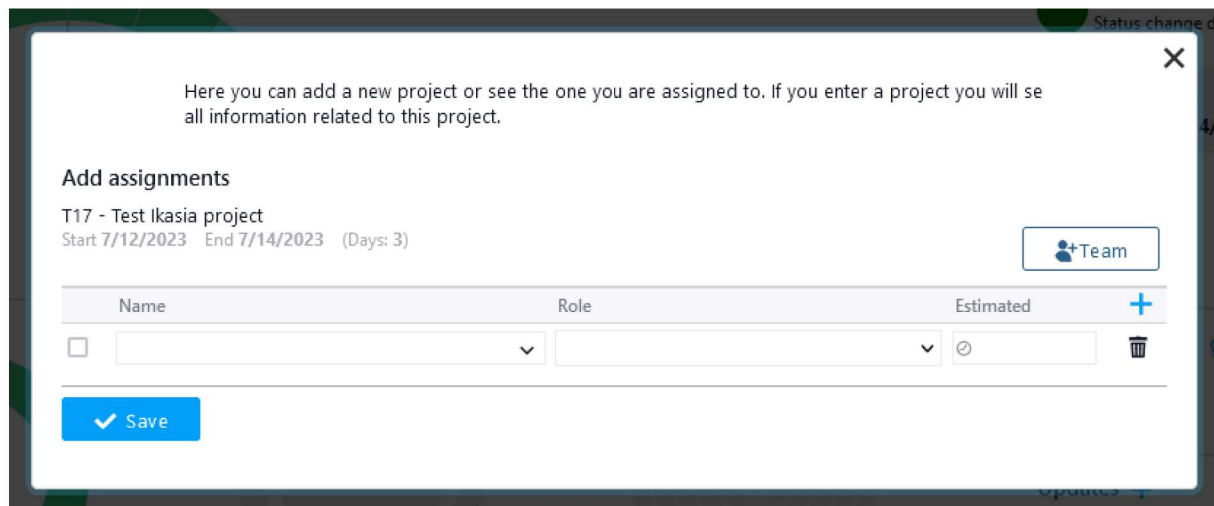 Status change d
Here you can add a new project or see the one you are assigned to. If you enter a project you will se
all information related to this project.
4/
Add assignments
T17 - Test Ikasia project
Start 7/12/2023 End 7/14/2023 (Days: 3)
Team
Name Role Estimated
Save
Updates